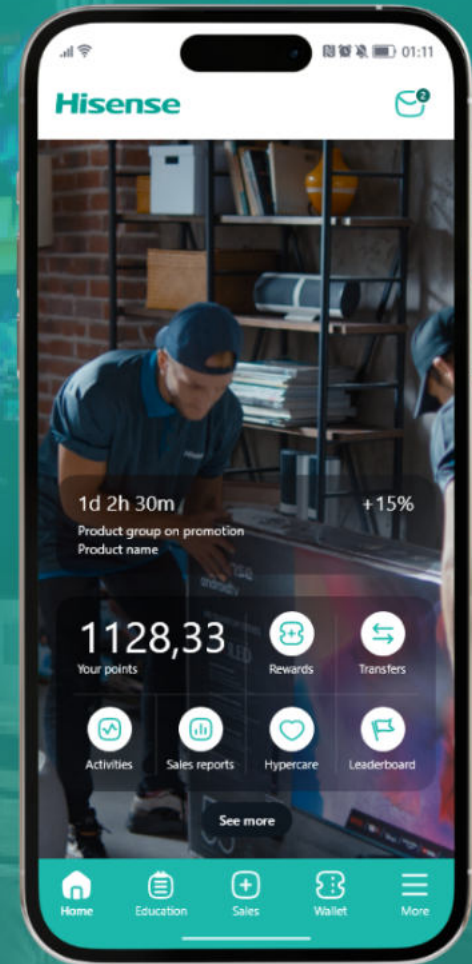 01:11
Hisense
2
1d 2h 30m
+15%
Product group on promotion
Product name
1128,33
Your points
Rewards
Transfers
Activities
Sales reports
Hypercare
Leaderboard
See more
Home
Education
Sales
Wallet
More